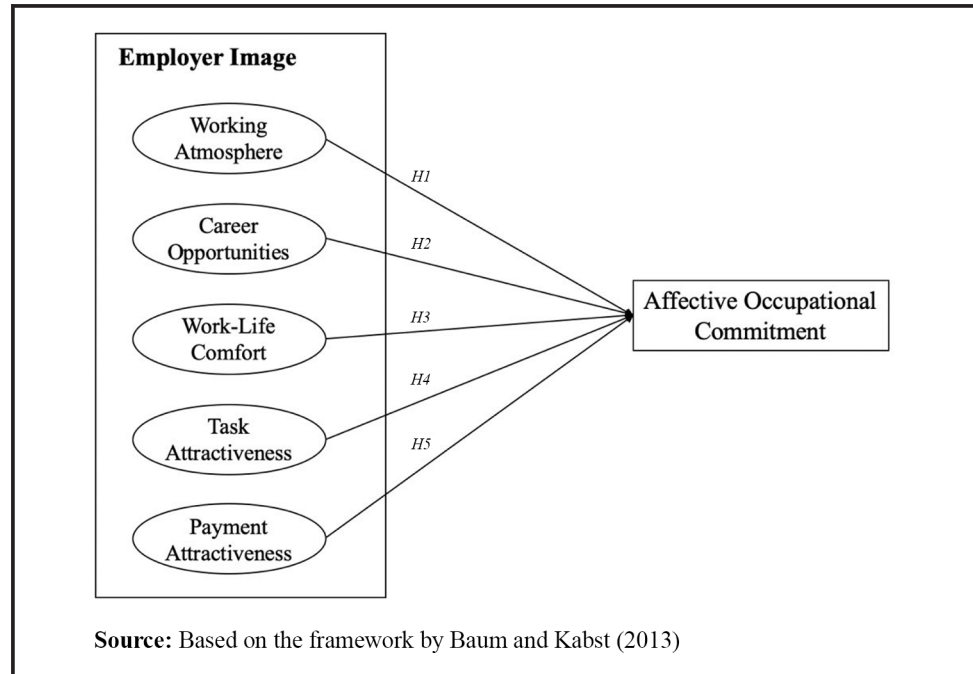 Employer Image
Working
Atmosphere
H1
Career
Opportunities
H2
Work-Life
Comfort
H3
Task
Attractiveness
H4
Payment
Attractiveness
H5
Affective Occupational
Commitment
Source: Based on the framework by Baum and Kabst (2013)